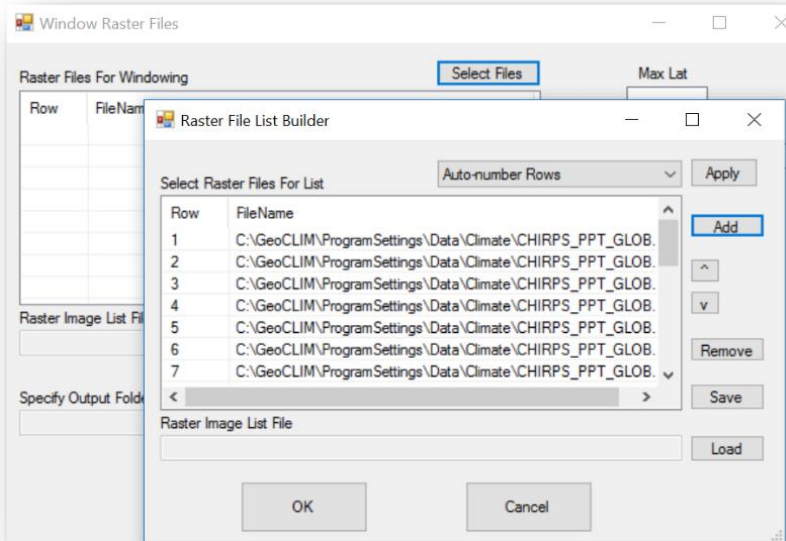 Window Raster Files
Raster Files For Windowing
Select Files
Max Lat
Row FileNam
Raster File List Builder
Select Raster Files For List
Auto-number Rows
Apply
Row FileName
1 C:\GeoCLIM\ProgramSettings\Data\Climate\CHIRPS_PPT_GLOB.
2 C:\GeoCLIM\ProgramSettings\Data\Climate\CHIRPS_PPT_GLOB.
3 C:\GeoCLIM\ProgramSettings\Data\Climate\CHIRPS_PPT_GLOB.
4 C:\GeoCLIM\ProgramSettings\Data\Climate\CHIRPS_PPT_GLOB.
5 C:\GeoCLIM\ProgramSettings\Data\Climate\CHIRPS_PPT_GLOB.
6 C:\GeoCLIM\ProgramSettings\Data\Climate\CHIRPS_PPT_GLOB.
7 C:\GeoCLIM\ProgramSettings\Data\Climate\CHIRPS_PPT_GLOB.
Add
^
v
Remove
Save
Load
Raster Image List Fil
Specify Output Folde
Raster Image List File
OK
Cancel